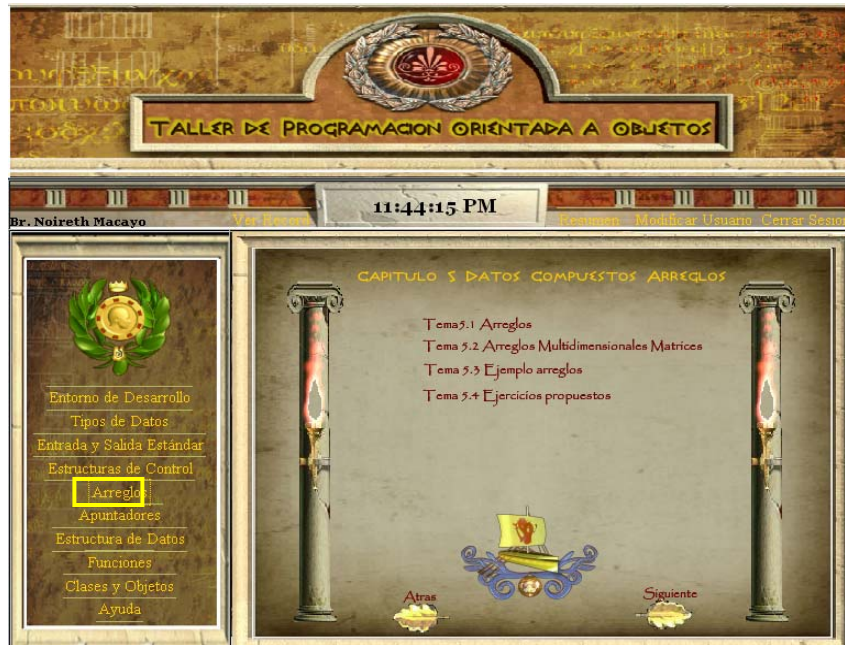 TALLER DE PROGRAMACION ORIENTADA A OBJETOS
11:44:15 PM
Br. Noireth Macayo
Ver Record
Resumen Modificar Usuario Cerrar Sesion
CAPITULO 5 DATOS COMPUESTOS ARREGLOS
Tema5.1 Arreglos
Tema 5.2 Arreglos Multidimensionales Matrices
Tema 5.3 Ejemplo arreglos
Tema 5.4 Ejercicios propuestos
Entorno de Desarrollo
Tipos de Datos
Entrada y Salida Estándar
Estructuras de Control
Arreglos
Apuntadores
Estructura de Datos
Funciones
Clases y Objetos
Ayuda
Atras
Siguiente